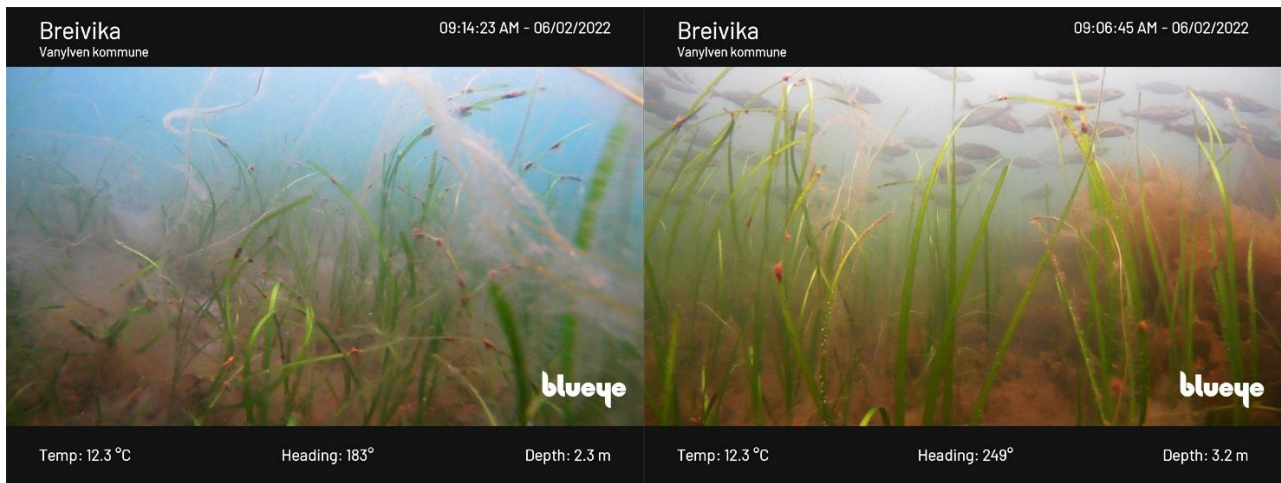 Breivika
Vanylven kommune
09:14:23 AM - 06/02/2022
blueye
Temp: 12.3 °C
Heading: 183°
Depth: 2.3 m
Breivika
Vanylven kommune
09:06:45 AM - 06/02/2022
blueye
Temp: 12.3 °C
Heading: 249°
Depth: 3.2 m